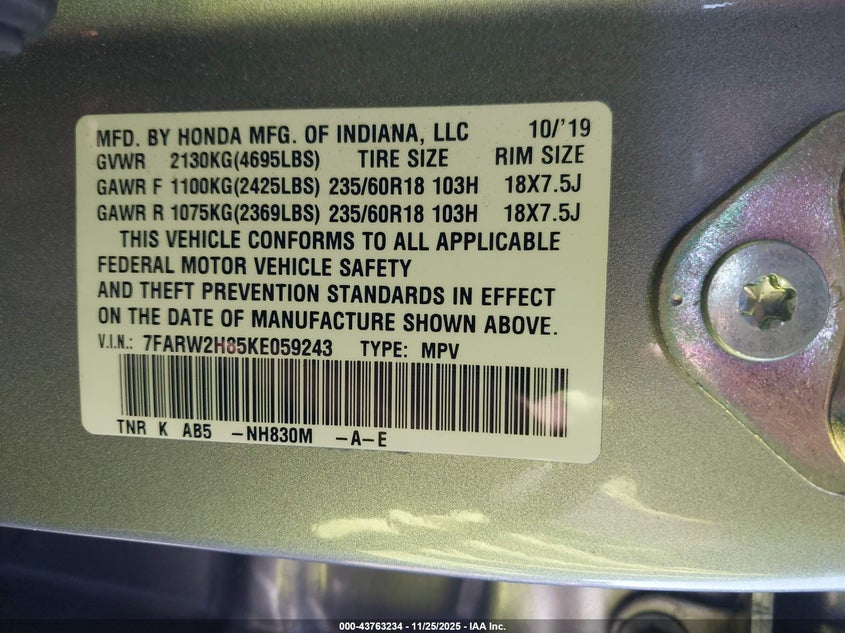 MFD. BY HONDA MFG. OF INDIANA, LLC 10/'19
GVWR 2130KG(4695LBS) TIRE SIZE RIM SIZE
GAWR F 1100KG(2425LBS) 235/60R18 103H 18X7.5J
GAWR R 1075KG(2369LBS) 235/60R18 103H 18X7.5J
THIS VEHICLE CONFORMS TO ALL APPLICABLE
FEDERAL MOTOR VEHICLE SAFETY
AND THEFT PREVENTION STANDARDS IN EFFECT
ON THE DATE OF MANUFACTURE SHOWN ABOVE.
V.I.N.: 7FARW2H85KE059243 TYPE: MPV
TNR K AB5 -NH830M -A-E
000-43763234 - 11/25/2025 - IAA Inc.